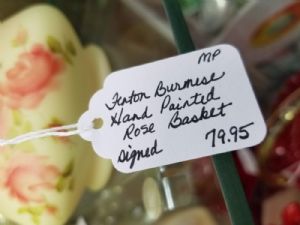 MP
Fenton Burmese
Hand Painted
Rose Basket
signed 79.95